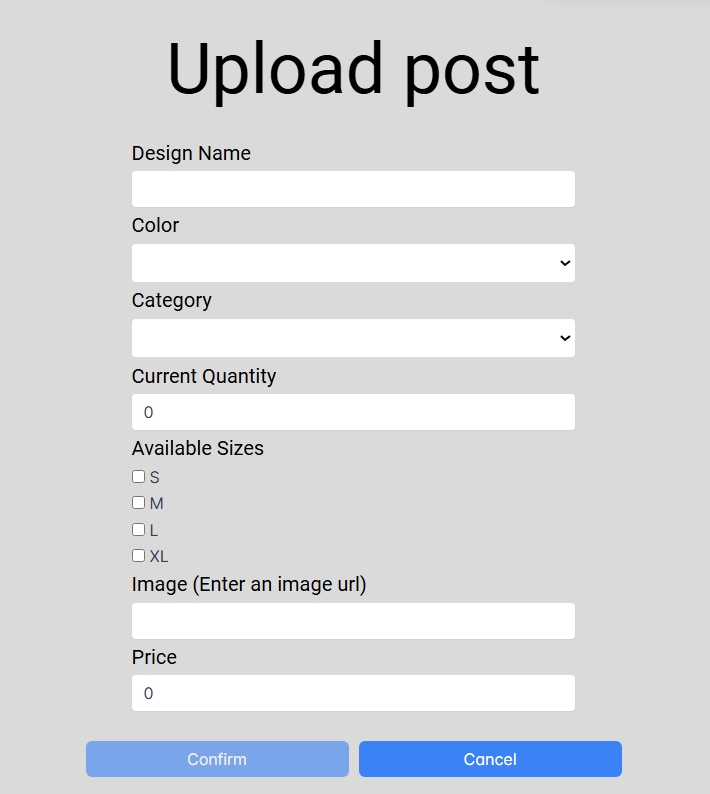 Upload post
Design Name
Color
Category
Current Quantity
0
Available Sizes
S
M
L
XL
Image (Enter an image url)
Price
0
Confirm Cancel